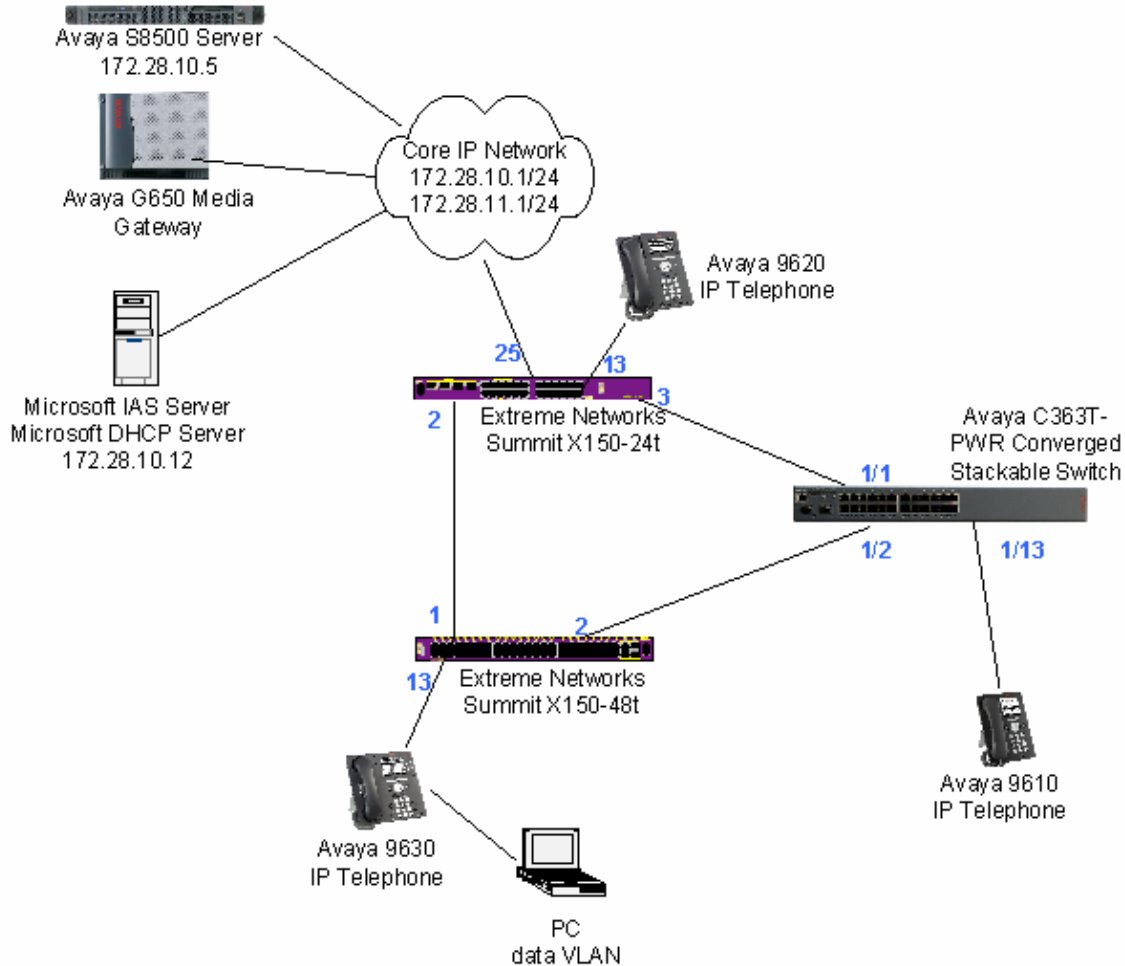 Avaya S8500 Server
172.28.10.5
Core IP Network
172.28.10.1/24
172.28.11.1/24
Avaya G650 Media
Gateway
Avaya 9620
IP Telephone
25
13
3
2
Extreme Networks
Summit X150-24t
Microsoft IAS Server
Microsoft DHCP Server
172.28.10.12
Avaya C363T-
PWR Converged
Stackable Switch
1/1
1/2
1/13
1
2
13
Extreme Networks
Summit X150-48t
Avaya 9610
IP Telephone
Avaya 9630
IP Telephone
PC
data VLAN